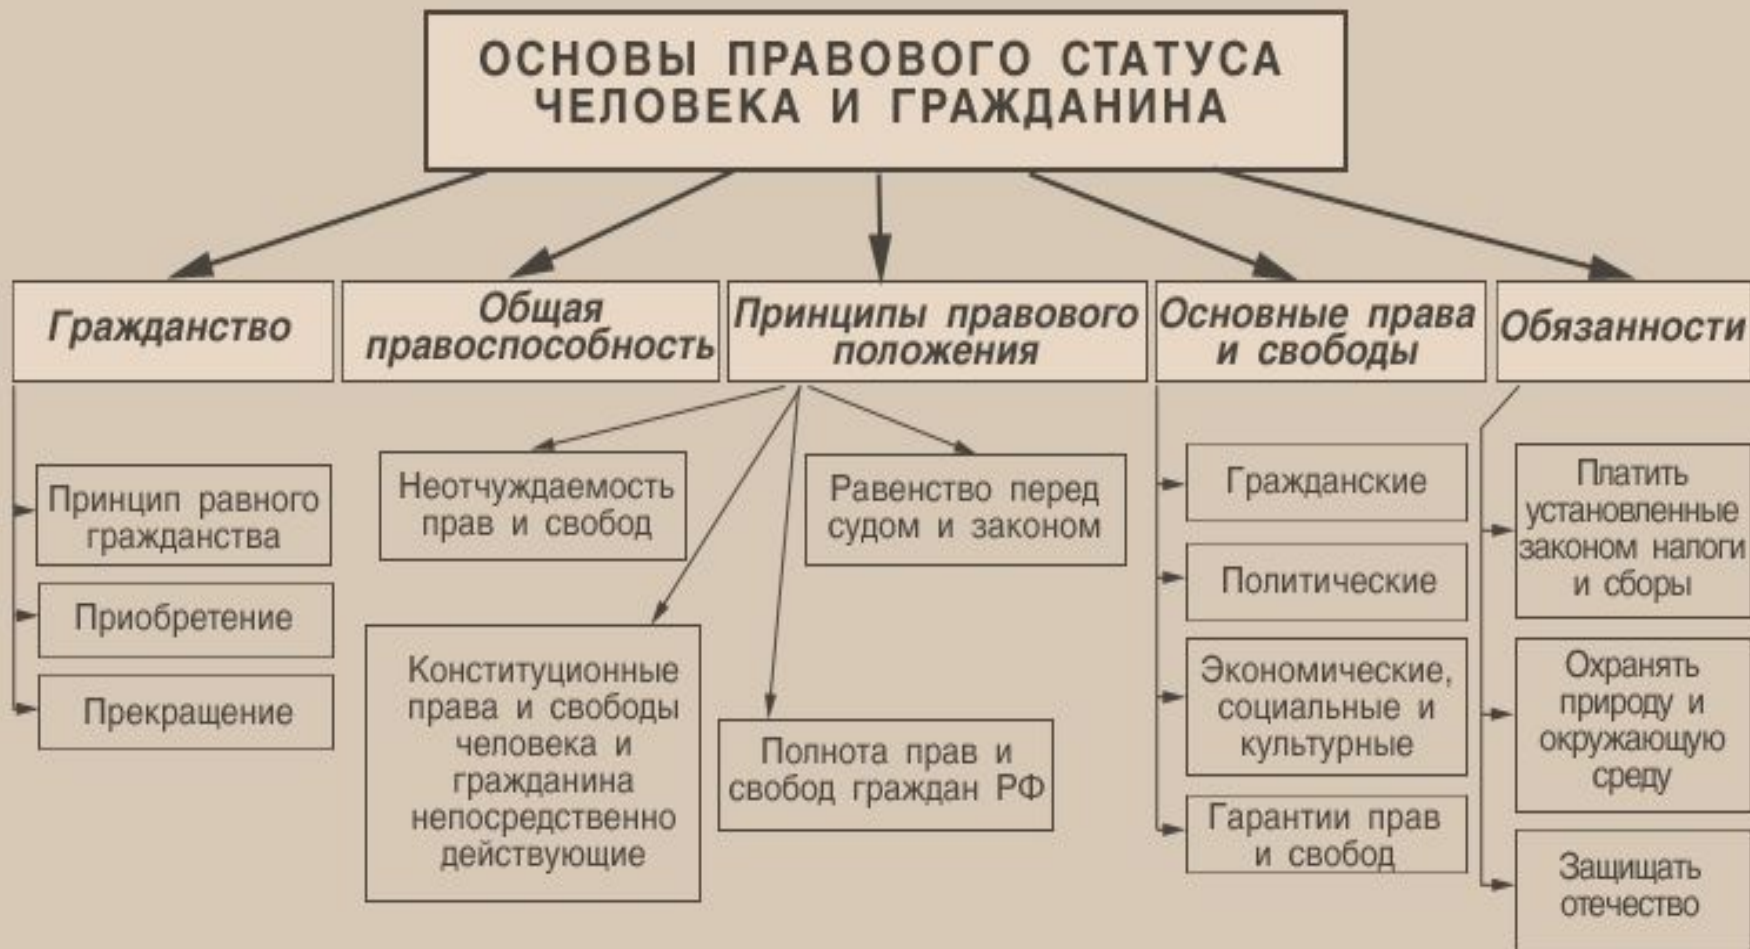 ОСНОВЫ ПРАВОВОГО СТАТУСА
ЧЕЛОВЕКА И ГРАЖДАНИНА
Гражданство
Общая
правоспособность
Принципы правового
положения
Основные права
и свободы
Обязанности
Принцип равного
гражданства
Приобретение
Прекращение
Неотчуждаемость
прав и свобод
Равенство перед
судом и законом
Конституционные
права и свободы
человека и
гражданина
непосредственно
действующие
Полнота прав и
свобод граждан РФ
Гражданские
Политические
Экономические,
социальные и
культурные
Гарантии прав
и свобод
Платить
установленные
законом налоги
и сборы
Охранять
природу и
окружающую
среду
Защищать
отечество